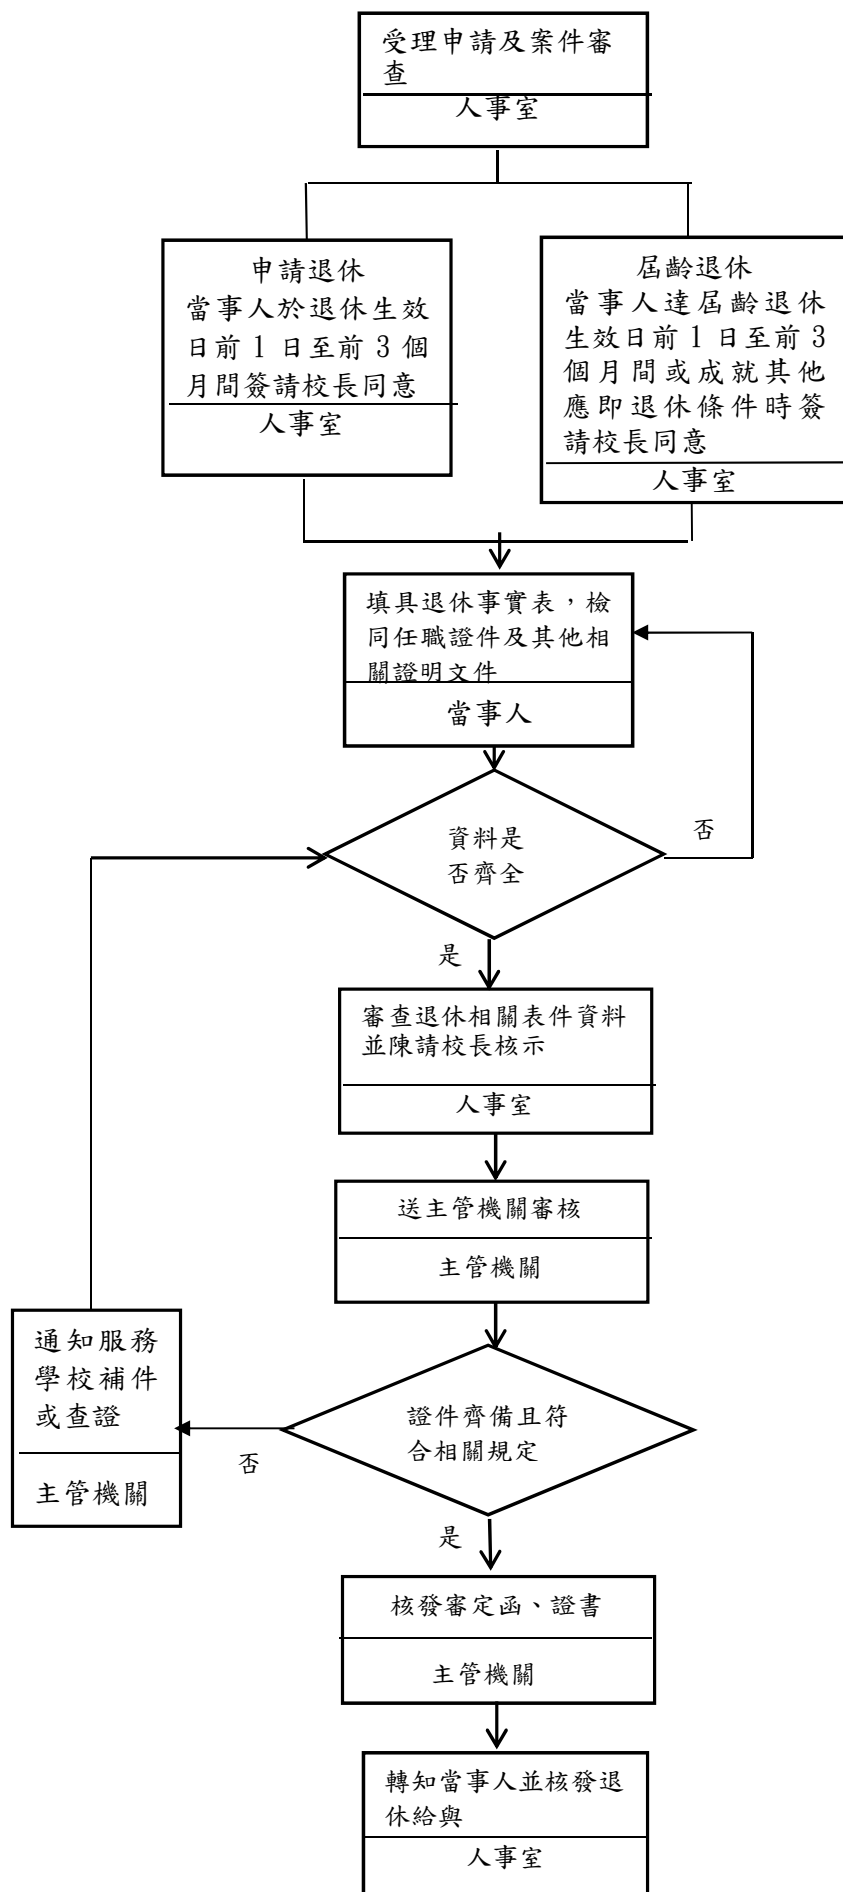 受理申請及案件審
查
人事室
申請退休
當事人於退休生效
日前1日至前3個
月間簽請校長同意
人事室
屆齡退休
當事人達屆齡退休
生效日前1日至前3
個月間或成就其他
應即退休條件時簽
請校長同意
人事室
填具退休事實表，檢
同任職證件及其他相
關證明文件
當事人
資料是
否齊全
否
是
審查退休相關表件資料
並陳請校長核示
人事室
送主管機關審核
主管機關
通知服務
學校補件
或查證
主管機關
證件齊備且符
合相關規定
否
是
核發審定函、證書
主管機關
轉知當事人並核發退
休給與
人事室